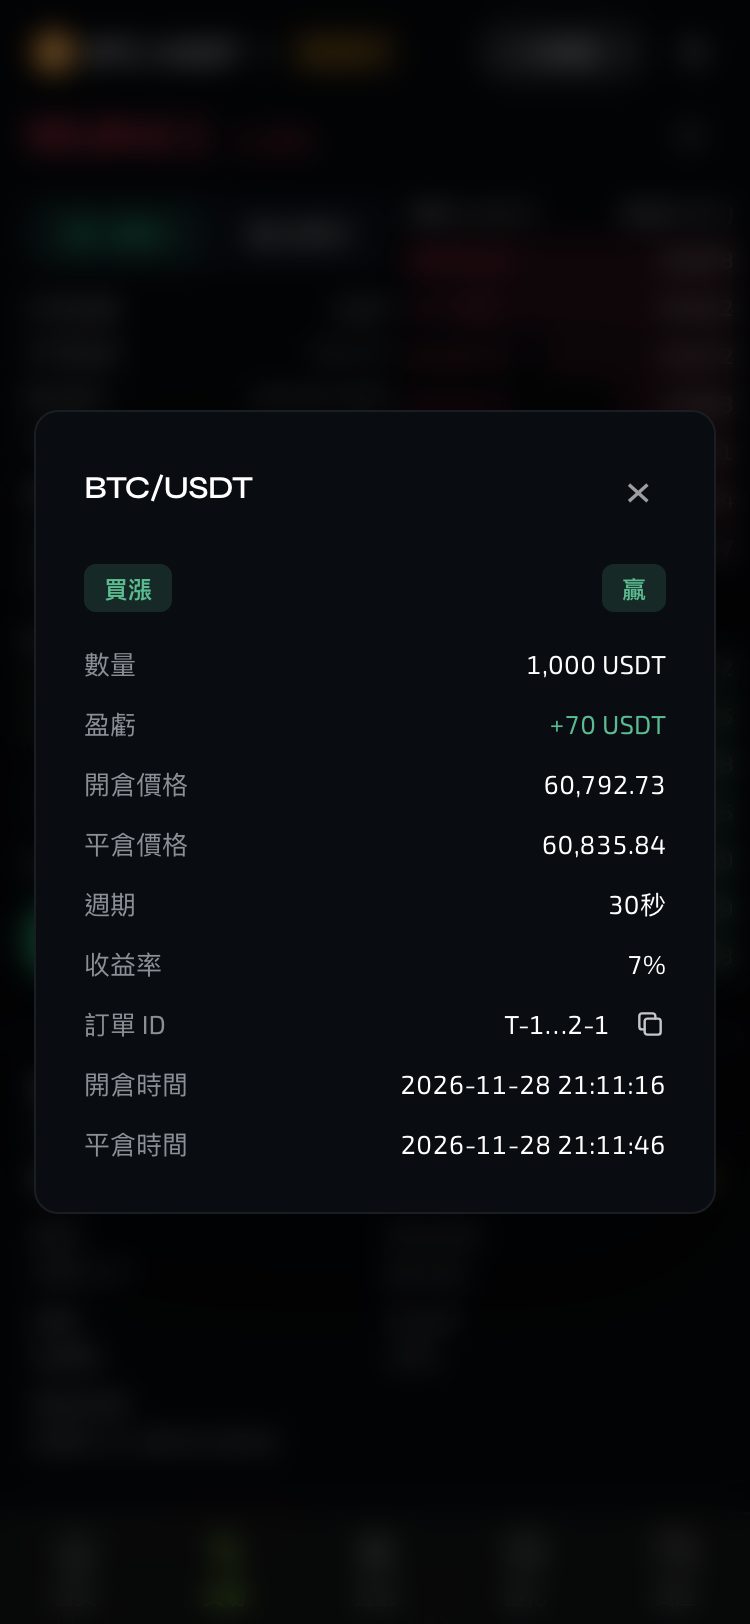 BTC/USDT
買漲 贏
數量 1,000 USDT
盈虧 +70 USDT
開倉價格 60,792.73
平倉價格 60,835.84
週期 30秒
收益率 7%
訂單 ID T-1...2-1
開倉時間 2026-11-28 21:11:16
平倉時間 2026-11-28 21:11:46